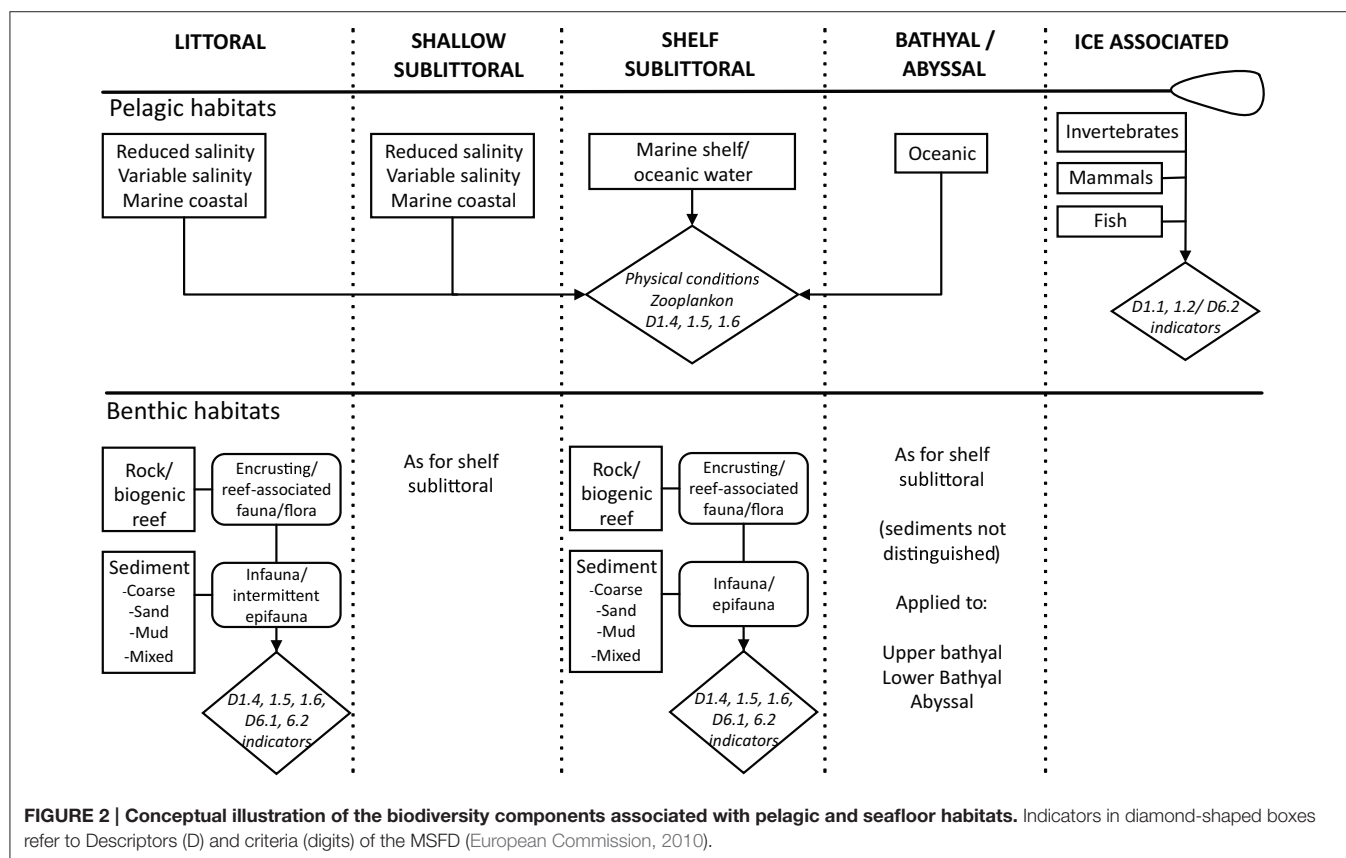 LITTORAL
SHALLOW
SUBLITTORAL
SHELF
SUBLITTORAL
BATHYAL /
ABYSSAL
ICE ASSOCIATED
Pelagic habitats
Reduced salinity
Variable salinity
Marine coastal
Reduced salinity
Variable salinity
Marine coastal
Marine shelf/
oceanic water
Oceanic
Invertebrates
Mammals
Fish
Physical conditions
Zooplankon
D1.4, 1.5, 1.6
D1.1, 1.2/ D6.2
indicators
Benthic habitats
Rock/
biogenic
reef
Encrusting/
reef-associated
fauna/flora
Sediment
-Coarse
-Sand
-Mud
-Mixed
Infauna/
intermittent
epifauna
D1.4, 1.5, 1.6,
D6.1, 6.2
indicators
As for shelf
sublittoral
Rock/
biogenic
reef
Encrusting/
reef-associated
fauna/flora
Sediment
-Coarse
-Sand
-Mud
-Mixed
Infauna/
epifauna
D1.4, 1.5, 1.6,
D6.1, 6.2
indicators
As for shelf
sublittoral
(sediments not
distinguished)
Applied to:
Upper bathyal
Lower Bathyal
Abyssal
FIGURE 2 | Conceptual illustration of the biodiversity components associated with pelagic and seafloor habitats. Indicators in diamond-shaped boxes
refer to Descriptors (D) and criteria (digits) of the MSFD (European Commission, 2010).